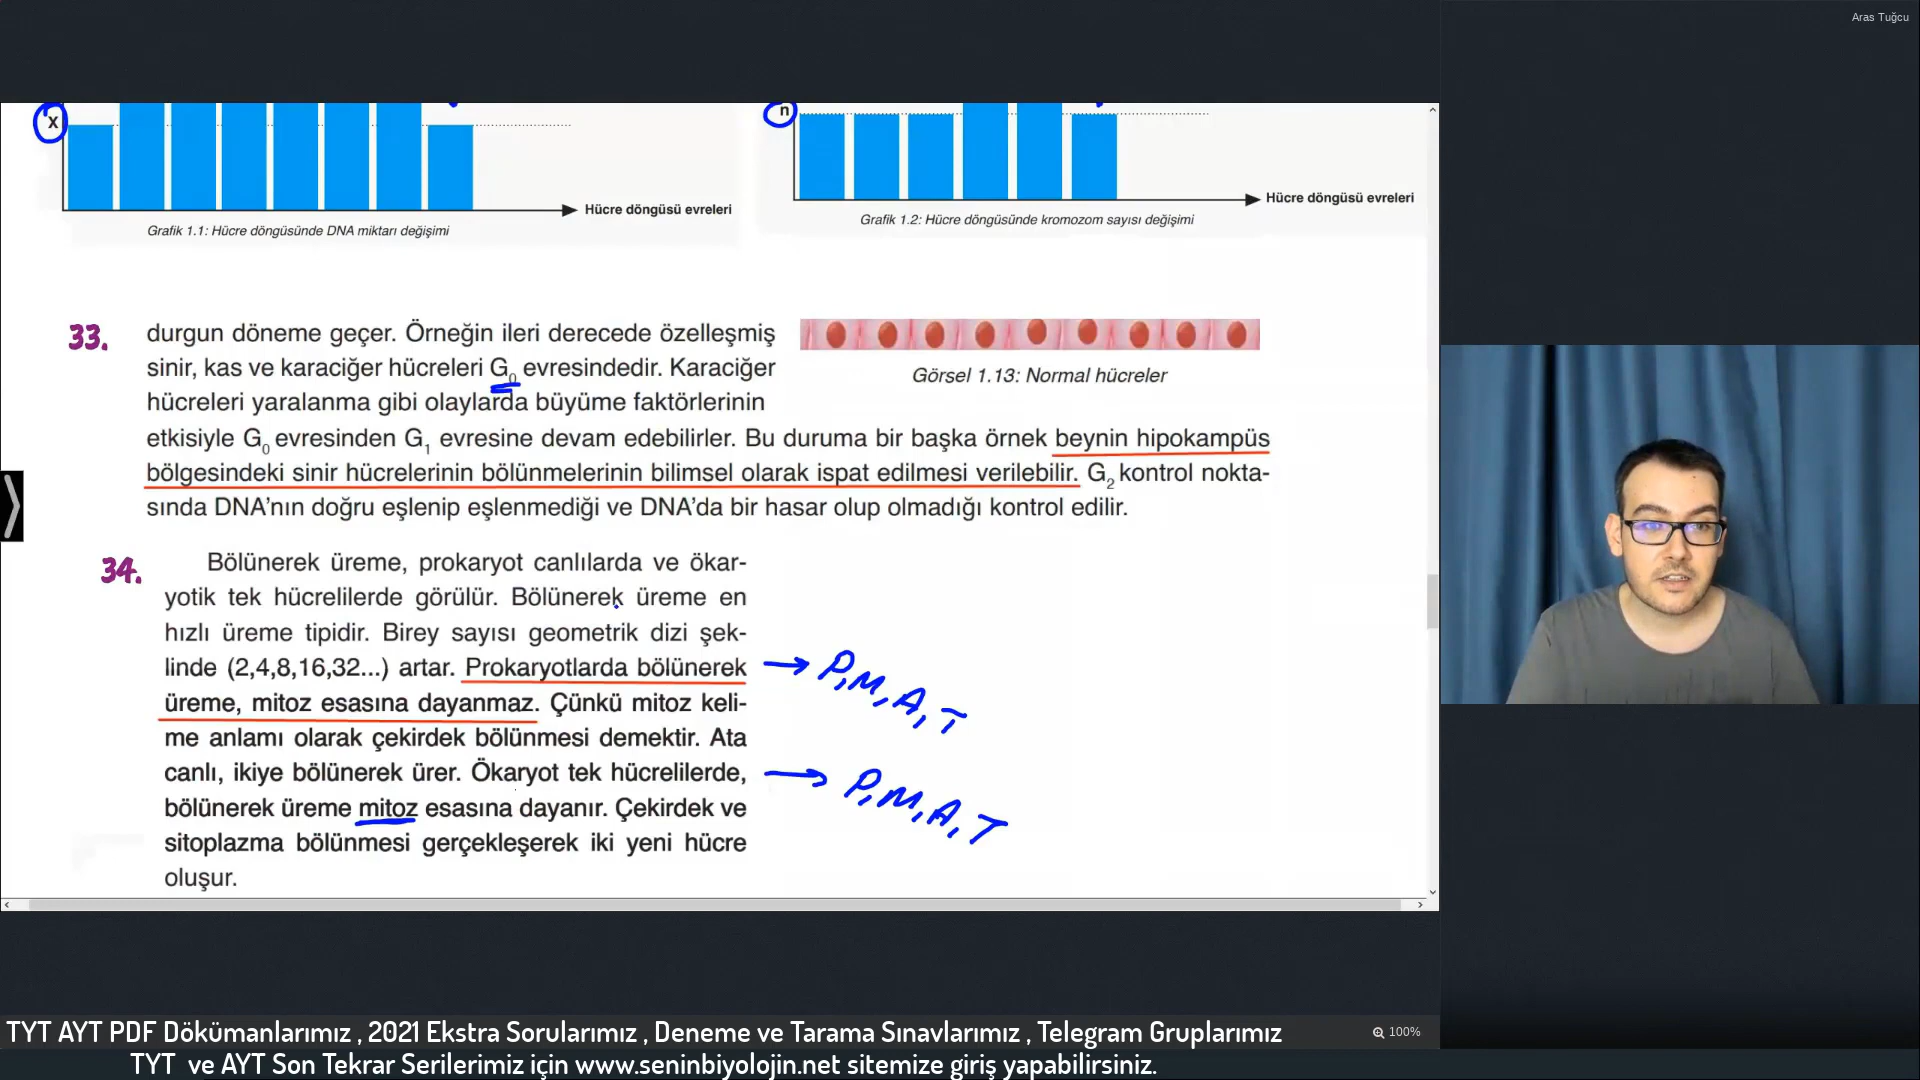 Aras Tuğcu
X
n
Hücre döngüsü evreleri
Hücre döngüsü evreleri
Grafik 1.1: Hücre döngüsünde DNA miktarı değişimi
Grafik 1.2: Hücre döngüsünde kromozom sayısı değişimi
33.
durgun döneme geçer. Örneğin ileri derecede özelleşmiş
sinir, kas ve karaciğer hücreleri G0 evresindedir. Karaciğer
hücreleri yaralanma gibi olaylarda büyüme faktörlerinin
Görsel 1.13: Normal hücreler
etkisiyle G0 evresinden G1 evresine devam edebilirler. Bu duruma bir başka örnek beynin hipokampüs
bölgesindeki sinir hücrelerinin bölünmelerinin bilimsel olarak ispat edilmesi verilebilir. G2 kontrol nokta-
sında DNA'nın doğru eşlenip eşlenmediği ve DNA'da bir hasar olup olmadığı kontrol edilir.
34.
Bölünerek üreme, prokaryot canlılarda ve ökar-
yotik tek hücrelilerde görülür. Bölünerek üreme en
hızlı üreme tipidir. Birey sayısı geometrik dizi şek-
linde (2,4,8,16,32...) artar. Prokaryotlarda bölünerek
üreme, mitoz esasına dayanmaz. Çünkü mitoz keli-
me anlamı olarak çekirdek bölünmesi demektir. Ata
canlı, ikiye bölünerek ürer. Ökaryot tek hücrelilerde,
bölünerek üreme mitoz esasına dayanır. Çekirdek ve
sitoplazma bölünmesi gerçekleşerek iki yeni hücre
oluşur.
P, M, A, T
P, M, A, T
100%
TYT AYT PDF Dökümanlarımız , 2021 Ekstra Sorularımız , Deneme ve Tarama Sınavlarımız , Telegram Gruplarımız
TYT ve AYT Son Tekrar Serilerimiz için www.seninbiyolojin.net sitemize giriş yapabilirsiniz.